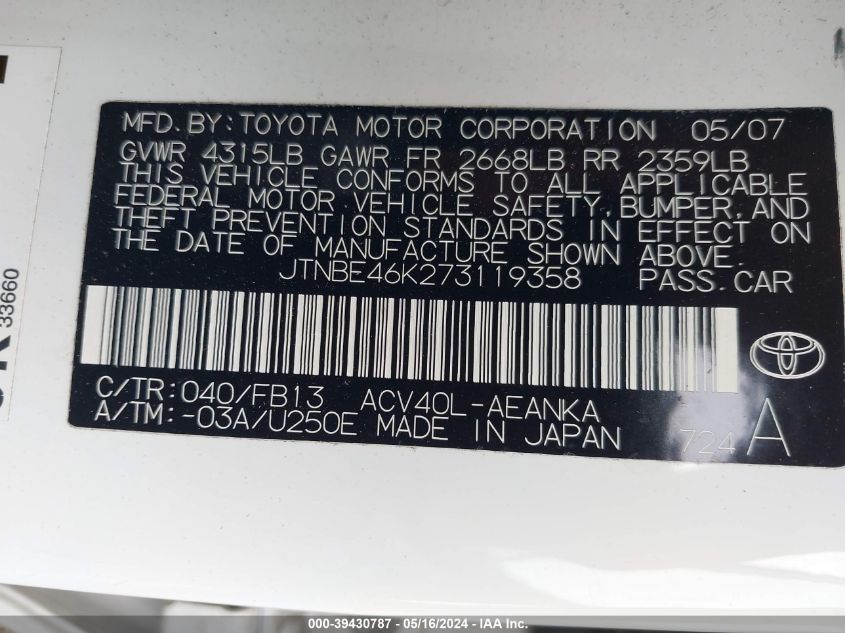 MFD. BY: TOYOTA MOTOR CORPORATION 05/07
GVWR 4315LB GAWR FR 2668LB RR 2359LB
THIS VEHICLE CONFORMS TO ALL APPLICABLE
FEDERAL MOTOR VEHICLE SAFETY, BUMPER, AND
THEFT PREVENTION STANDARDS IN EFFECT ON
THE DATE OF MANUFACTURE SHOWN ABOVE.
JTNBE46K273119358 PASS. CAR
C/TR: 040/FB13 ACV40L-AEANKA
A/TM: -03A/U250E MADE IN JAPAN 724 A
33660
COPART - 39430787 - 05/16/2024 - IAA, Inc.